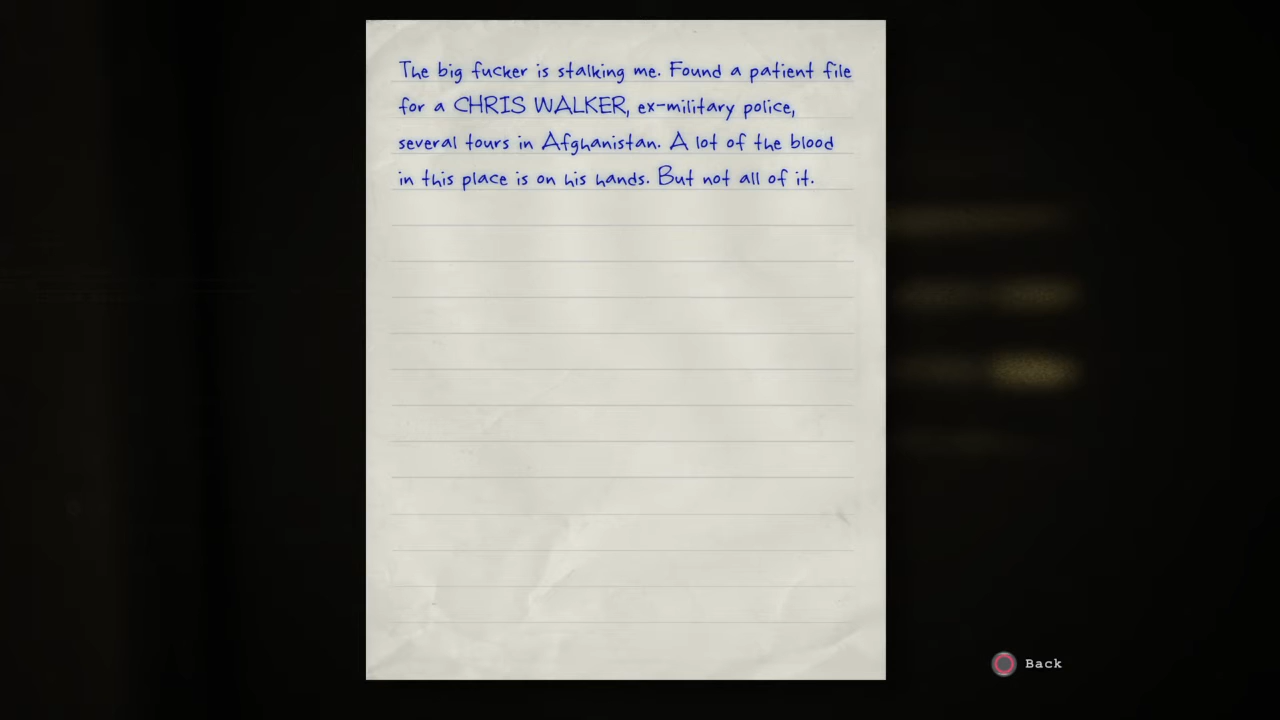 The big fucker is stalking me. Found a patient file
for a CHRIS WALKER, ex-military police,
several tours in Afghanistan. A lot of the blood
in this place is on his hands. But not all of it.
Back